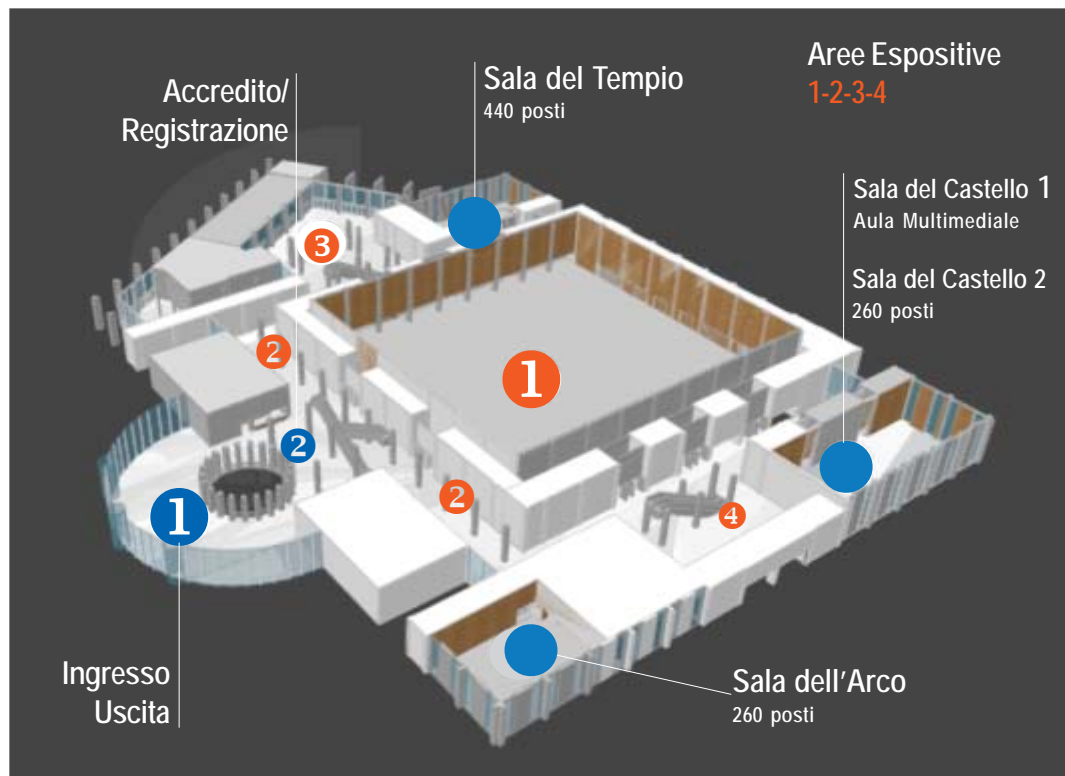 Aree Espositive
1-2-3-4
Accredito/
Registrazione
Sala del Tempio
440 posti
Sala del Castello 1
Aula Multimediale
Sala del Castello 2
260 posti
3
2
1
2
2
4
1
Ingresso
Uscita
Sala dell'Arco
260 posti